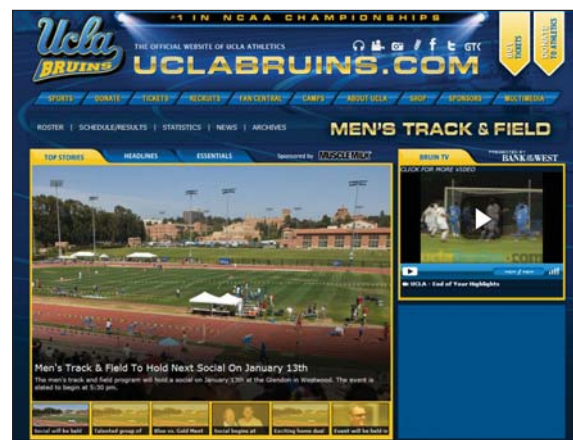 #1 IN NCAA CHAMPIONSHIPS
Ucla
BRUINS
THE OFFICIAL WEBSITE OF UCLA ATHLETICS
UCLABRUINS.COM
BUY TICKETS
DONATE TO ATHLETICS
SPORTS DONATE TICKETS RECRUITS FAN CENTRAL CAMPS ABOUT UCLA SHOP SPONSORS MULTIMEDIA
ROSTER | SCHEDULE/RESULTS | STATISTICS | NEWS | ARCHIVES
MEN'S TRACK & FIELD
TOP STORIES HEADLINES ESSENTIALS Sponsored by MUSCLE MILK
BRUIN TV PRESENTED BY BANK OF THE WEST
CLICK FOR MORE VIDEO
UCLA - End of Year Highlights
Men's Track & Field To Hold Next Social On January 13th
The men's track and field program will hold a social on January 13th at the Glendon in Westwood. The event is
slated to begin at 5:30 pm.
Social will be held Talented group of Blue vs. Gold Meet Social begins at Exciting home dual Event will be held in